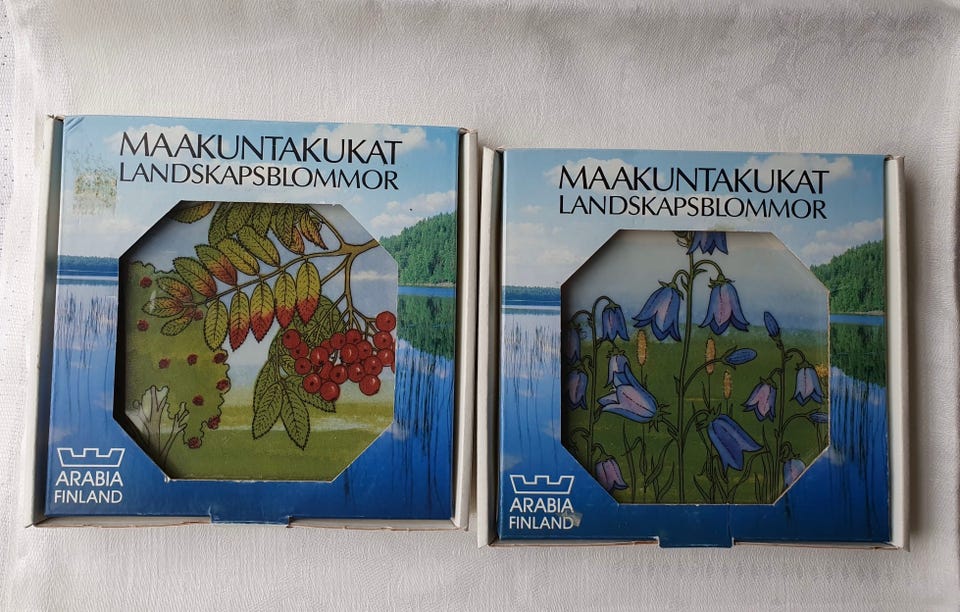 MAAKUNTAKUKAT
LANDSKAPSBLOMMOR
ARABIA
FINLAND
MAAKUNTAKUKAT
LANDSKAPSBLOMMOR
ARABIA
FINLAND